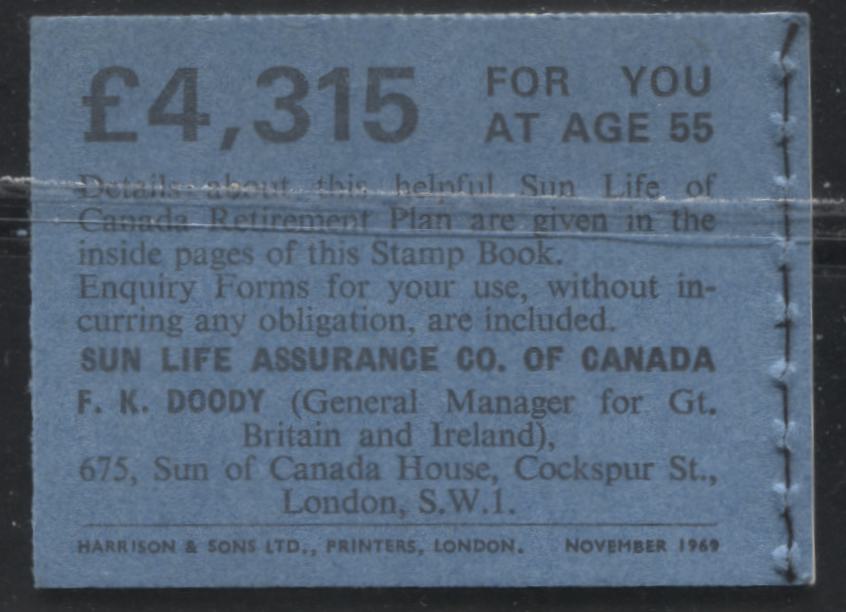 £4,315 FOR YOU
AT AGE 55
Details about this helpful Sun Life of
Canada Retirement Plan are given in the
inside pages of this Stamp Book.
Enquiry Forms for your use, without in-
curring any obligation, are included.
SUN LIFE ASSURANCE CO. OF CANADA
F. K. DOODY (General Manager for Gt.
Britain and Ireland),
675, Sun of Canada House, Cockspur St.,
London, S.W.1.
HARRISON & SONS LTD., PRINTERS, LONDON. NOVEMBER 1969